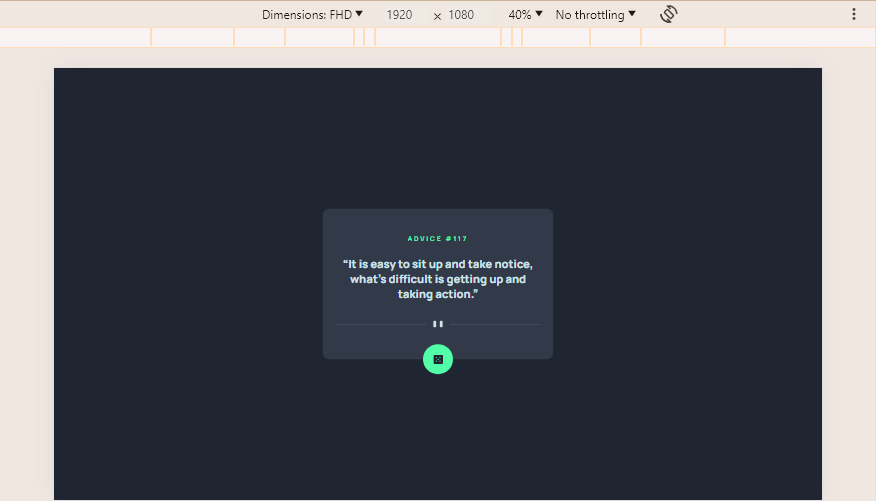 Dimensions: FHD ▼ 1920 × 1080 40% ▼ No throttling ▼
ADVICE #117
“It is easy to sit up and take notice,
what’s difficult is getting up and
taking action.”